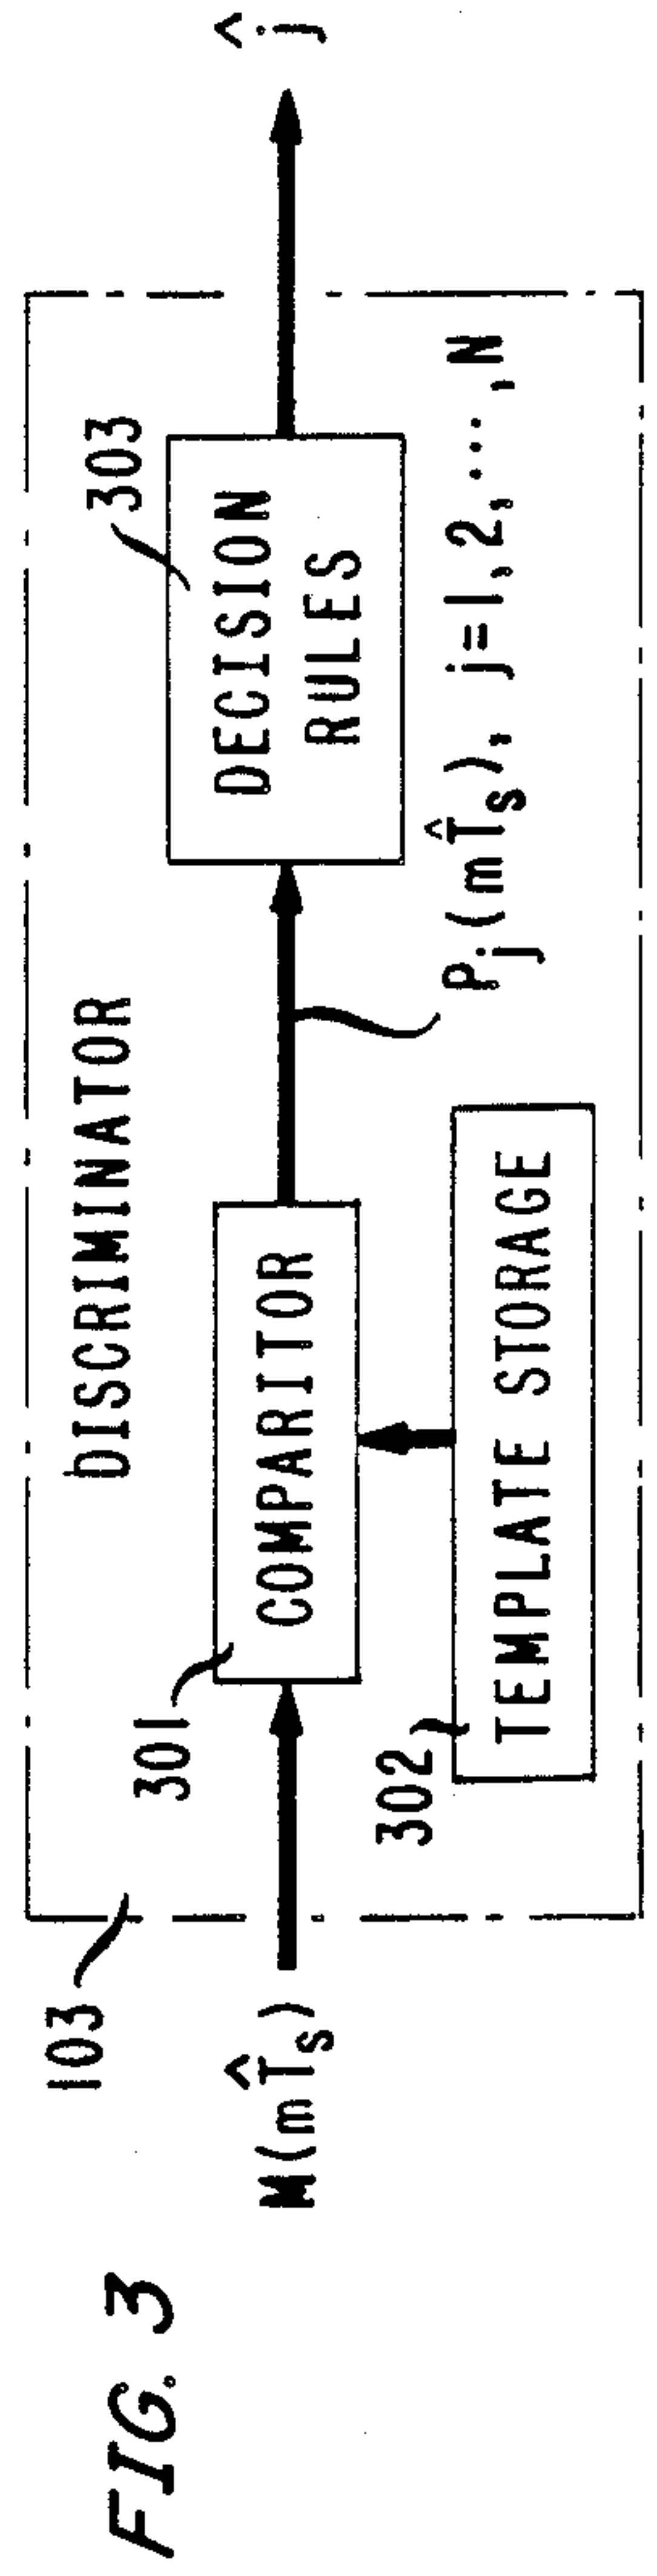 FIG. 3
103
DISCRIMINATOR
301
COMPARITOR
303
DECISION
RULES
M(mT̂s)
ĵ
302
TEMPLATE STORAGE
Pj(mT̂s), j=1,2,...,N